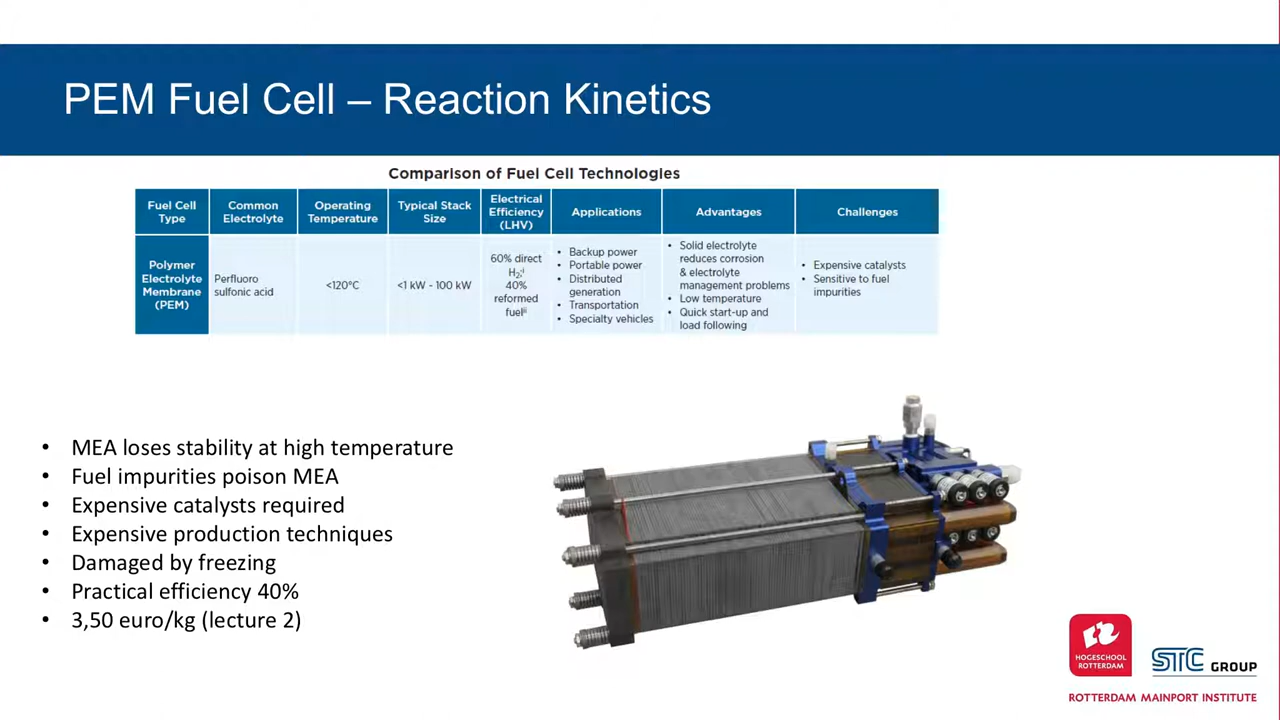 PEM Fuel Cell – Reaction Kinetics
Comparison of Fuel Cell Technologies
Fuel Cell
Type
Common
Electrolyte
Operating
Temperature
Typical Stack
Size
Electrical
Efficiency
(LHV)
Applications
Advantages
Challenges
Polymer
Electrolyte
Membrane
(PEM)
Perfluoro
sulfonic acid
<120°C
<1 kW - 100 kW
60% direct
H₂;ⁱ
40%
reformed
fuelⁱⁱ
• Backup power
• Portable power
• Distributed
generation
• Transportation
• Specialty vehicles
• Solid electrolyte
reduces corrosion
& electrolyte
management problems
• Low temperature
• Quick start-up and
load following
• Expensive catalysts
• Sensitive to fuel
impurities
• MEA loses stability at high temperature
• Fuel impurities poison MEA
• Expensive catalysts required
• Expensive production techniques
• Damaged by freezing
• Practical efficiency 40%
• 3,50 euro/kg (lecture 2)
HOGESCHOOL
ROTTERDAM
STC GROUP
ROTTERDAM MAINPORT INSTITUTE